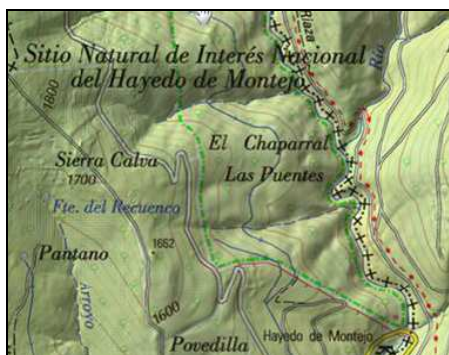 Riaza
Río
Sitio Natural de Interés Nacional
del Hayedo de Montejo
1800
El Chaparral
Sierra Calva
1700
Las Puentes
Fte. del Recuenco
1662
Pantano
Arroyo
1600
Hayedo de Montejo
Povedilla